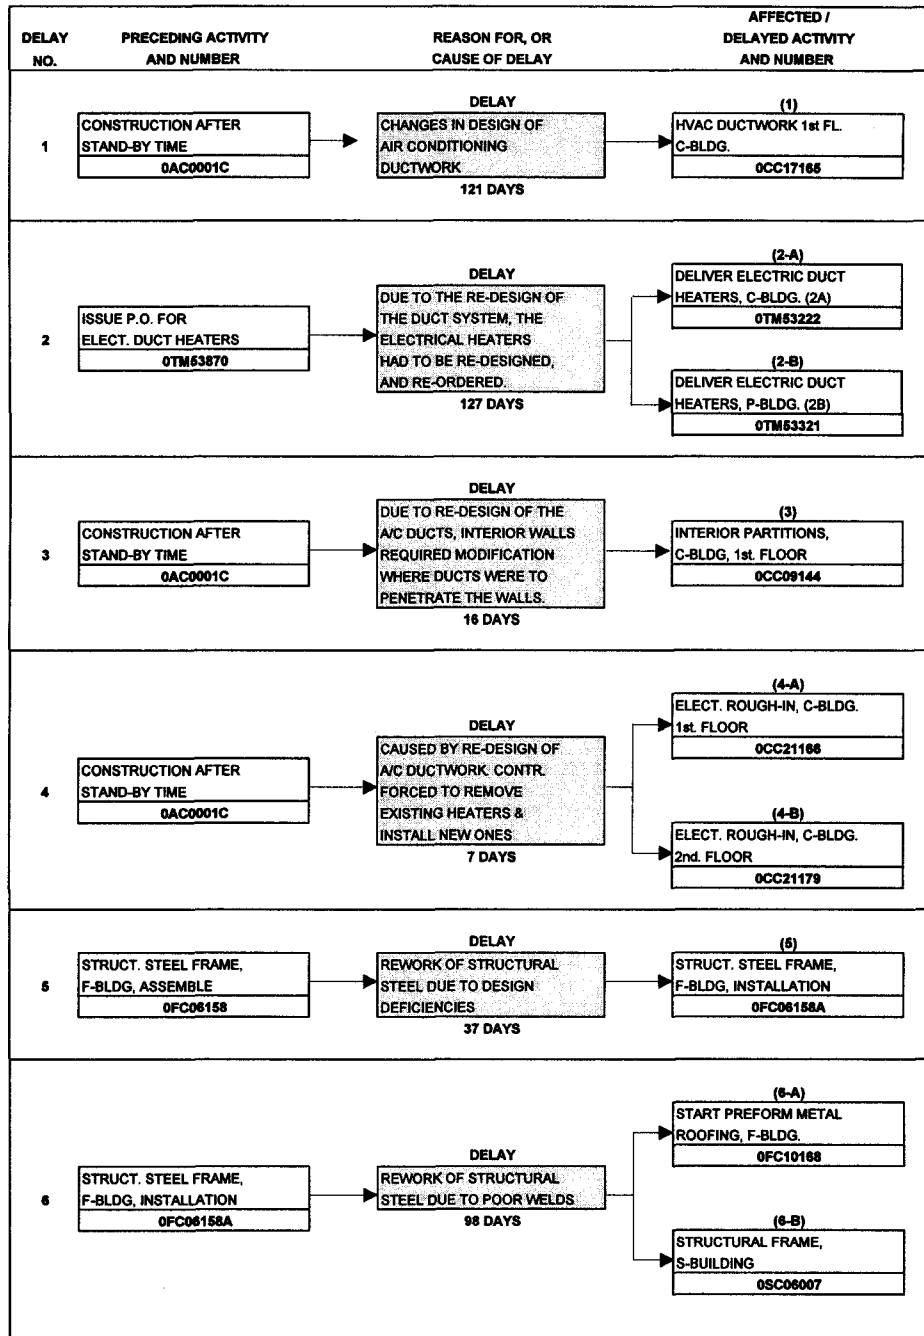 DELAY NO.
PRECEDING ACTIVITY AND NUMBER
REASON FOR, OR CAUSE OF DELAY
AFFECTED / DELAYED ACTIVITY AND NUMBER
1
CONSTRUCTION AFTER
STAND-BY TIME
0AC0001C
DELAY
CHANGES IN DESIGN OF
AIR CONDITIONING
DUCTWORK
121 DAYS
(1)
HVAC DUCTWORK 1st FL.
C-BLDG.
0CC17165
2
ISSUE P.O. FOR
ELECT. DUCT HEATERS
0TM53870
DELAY
DUE TO THE RE-DESIGN OF
THE DUCT SYSTEM, THE
ELECTRICAL HEATERS
HAD TO BE RE-DESIGNED,
AND RE-ORDERED.
127 DAYS
(2-A)
DELIVER ELECTRIC DUCT
HEATERS, C-BLDG. (2A)
0TM53222
(2-B)
DELIVER ELECTRIC DUCT
HEATERS, P-BLDG. (2B)
0TM53321
3
CONSTRUCTION AFTER
STAND-BY TIME
0AC0001C
DELAY
DUE TO RE-DESIGN OF THE
A/C DUCTS, INTERIOR WALLS
REQUIRED MODIFICATION
WHERE DUCTS WERE TO
PENETRATE THE WALLS.
16 DAYS
(3)
INTERIOR PARTITIONS,
C-BLDG, 1st. FLOOR
0CC09144
4
CONSTRUCTION AFTER
STAND-BY TIME
0AC0001C
DELAY
CAUSED BY RE-DESIGN OF
A/C DUCTWORK. CONTR.
FORCED TO REMOVE
EXISTING HEATERS &
INSTALL NEW ONES
7 DAYS
(4-A)
ELECT. ROUGH-IN, C-BLDG.
1st. FLOOR
0CC21166
(4-B)
ELECT. ROUGH-IN, C-BLDG.
2nd. FLOOR
0CC21179
5
STRUCT. STEEL FRAME,
F-BLDG, ASSEMBLE
0FC06158
DELAY
REWORK OF STRUCTURAL
STEEL DUE TO DESIGN
DEFICIENCIES
37 DAYS
(5)
STRUCT. STEEL FRAME,
F-BLDG, INSTALLATION
0FC06158A
6
STRUCT. STEEL FRAME,
F-BLDG, INSTALLATION
0FC06158A
DELAY
REWORK OF STRUCTURAL
STEEL DUE TO POOR WELDS
98 DAYS
(6-A)
START PREFORM METAL
ROOFING, F-BLDG.
0FC10168
(6-B)
STRUCTURAL FRAME,
S-BUILDING
0SC06007